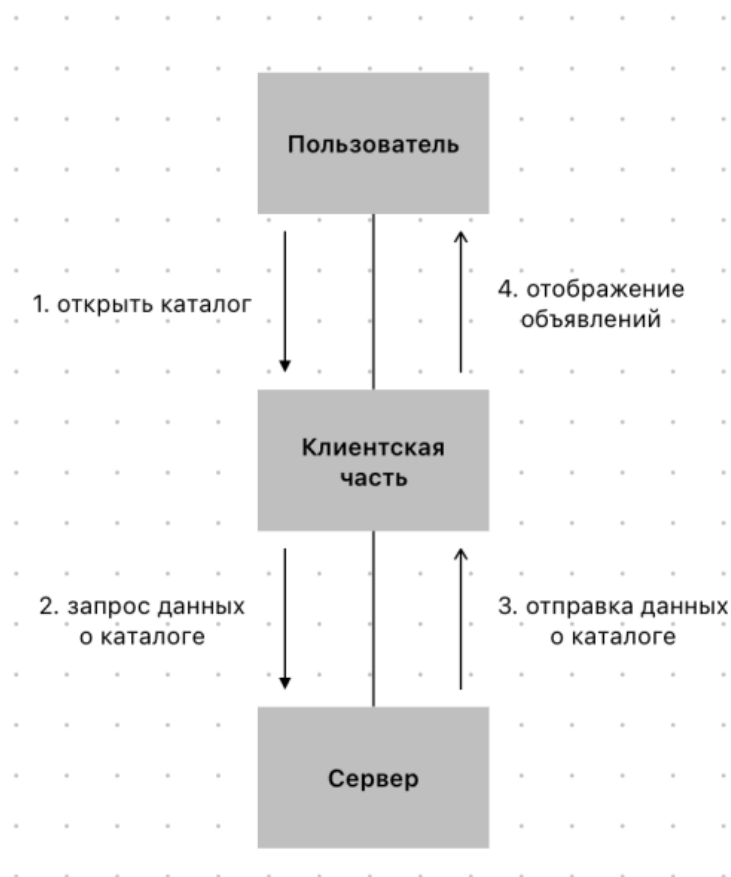 Пользователь
1. открыть каталог
4. отображение
объявлений
Клиентская
часть
2. запрос данных
о каталоге
3. отправка данных
о каталоге
Сервер